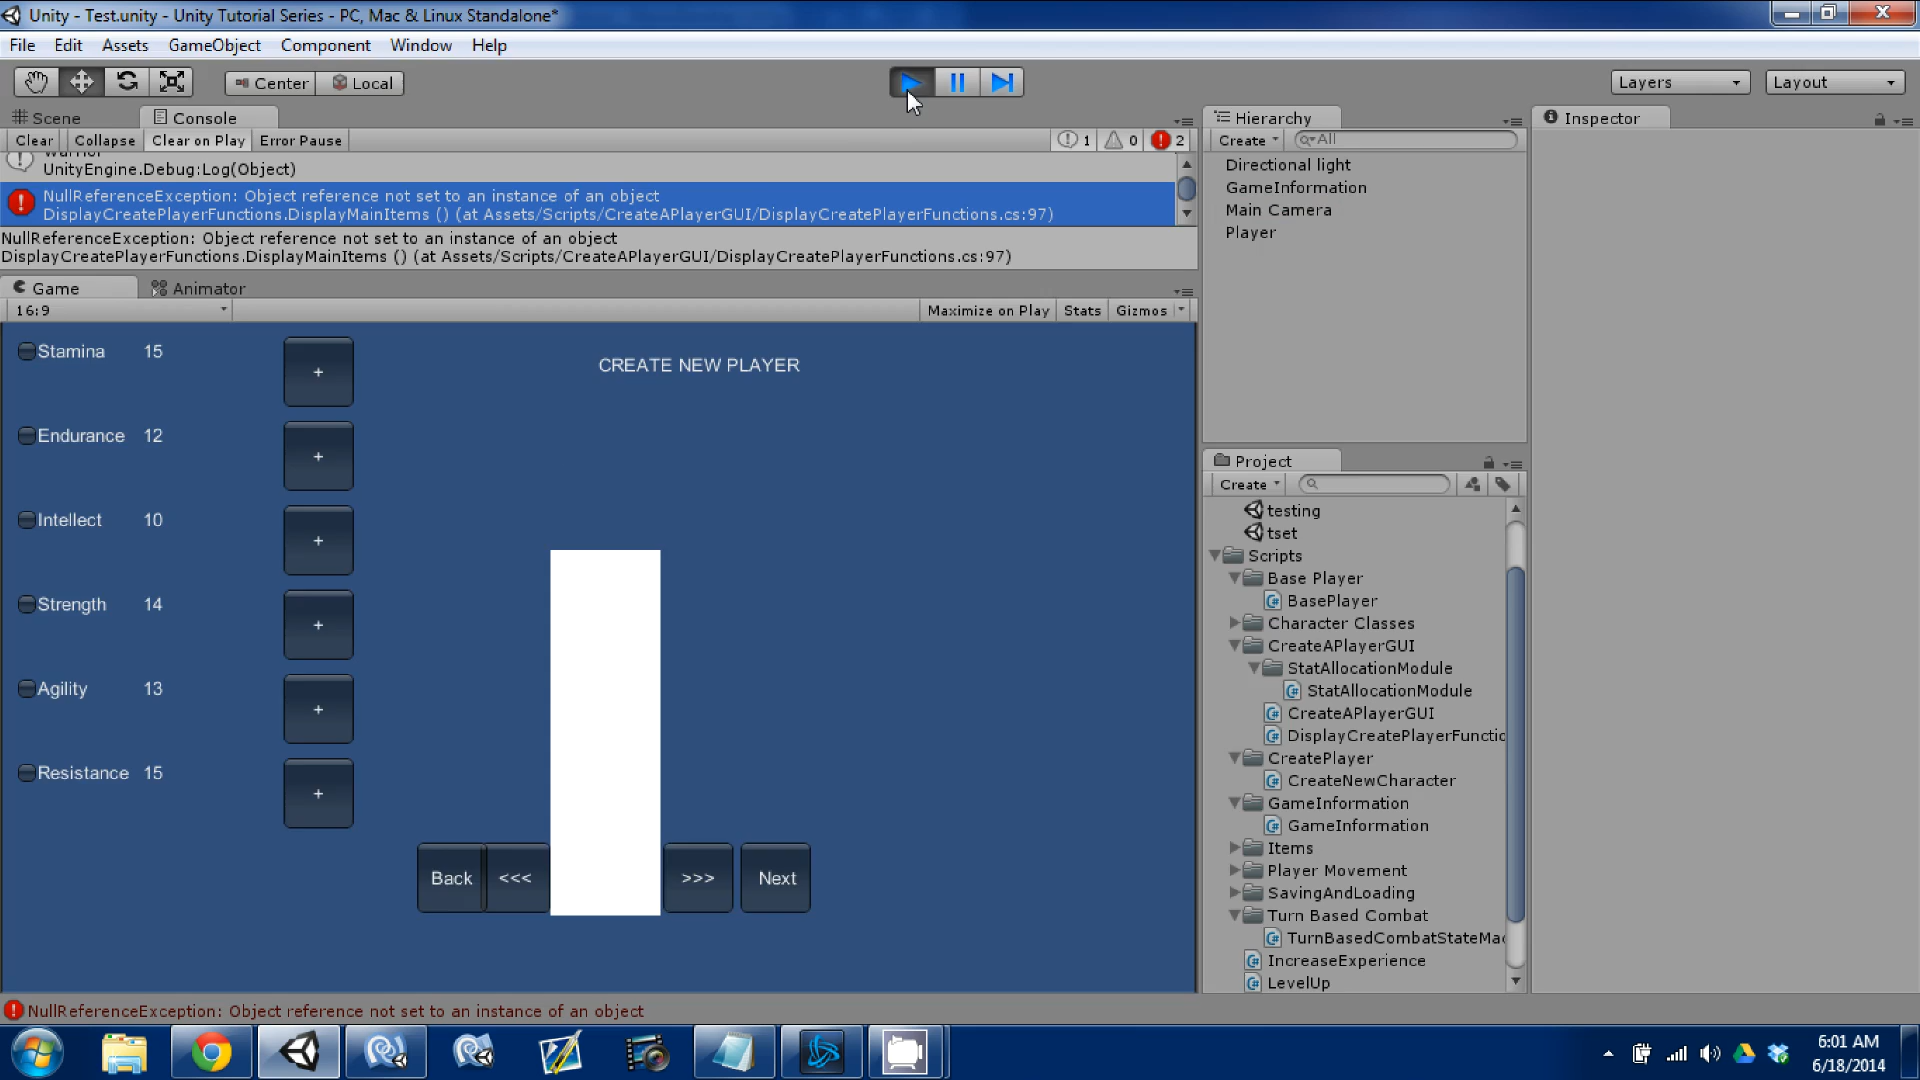 Unity - Test.unity - Unity Tutorial Series - PC, Mac & Linux Standalone*
File Edit Assets GameObject Component Window Help
Center Local
Layers Layout
Scene Console
Clear Collapse Clear on Play Error Pause 1 0 2
Warrior
UnityEngine.Debug:Log(Object)
NullReferenceException: Object reference not set to an instance of an object
DisplayCreatePlayerFunctions.DisplayMainItems () (at Assets/Scripts/CreateAPlayerGUI/DisplayCreatePlayerFunctions.cs:97)
NullReferenceException: Object reference not set to an instance of an object
DisplayCreatePlayerFunctions.DisplayMainItems () (at Assets/Scripts/CreateAPlayerGUI/DisplayCreatePlayerFunctions.cs:97)
Game Animator
16:9 Maximize on Play Stats Gizmos
CREATE NEW PLAYER
Stamina 15 +
Endurance 12 +
Intellect 10 +
Strength 14 +
Agility 13 +
Resistance 15 +
Back <<< >>> Next
Hierarchy
Create All
Directional light
GameInformation
Main Camera
Player
Project
Create
testing
tset
Scripts
Base Player
BasePlayer
Character Classes
CreateAPlayerGUI
StatAllocationModule
StatAllocationModule
CreateAPlayerGUI
DisplayCreatePlayerFunctio
CreatePlayer
CreateNewCharacter
GameInformation
GameInformation
Items
Player Movement
SavingAndLoading
Turn Based Combat
TurnBasedCombatStateMac
IncreaseExperience
LevelUp
Inspector
NullReferenceException: Object reference not set to an instance of an object
6:01 AM
6/18/2014